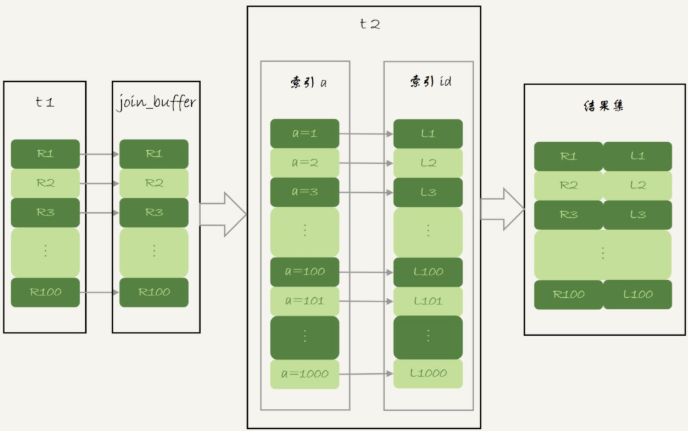 t1
R1
R2
R3
⋮
R100
join_buffer
R1
R2
R3
⋮
R100
t2
索引 a
a=1
a=2
a=3
⋮
a=100
a=101
⋮
a=1000
索引 id
L1
L2
L3
⋮
L100
L101
⋮
L1000
结果集
R1 L1
R2 L2
R3 L3
⋮
R100 L100